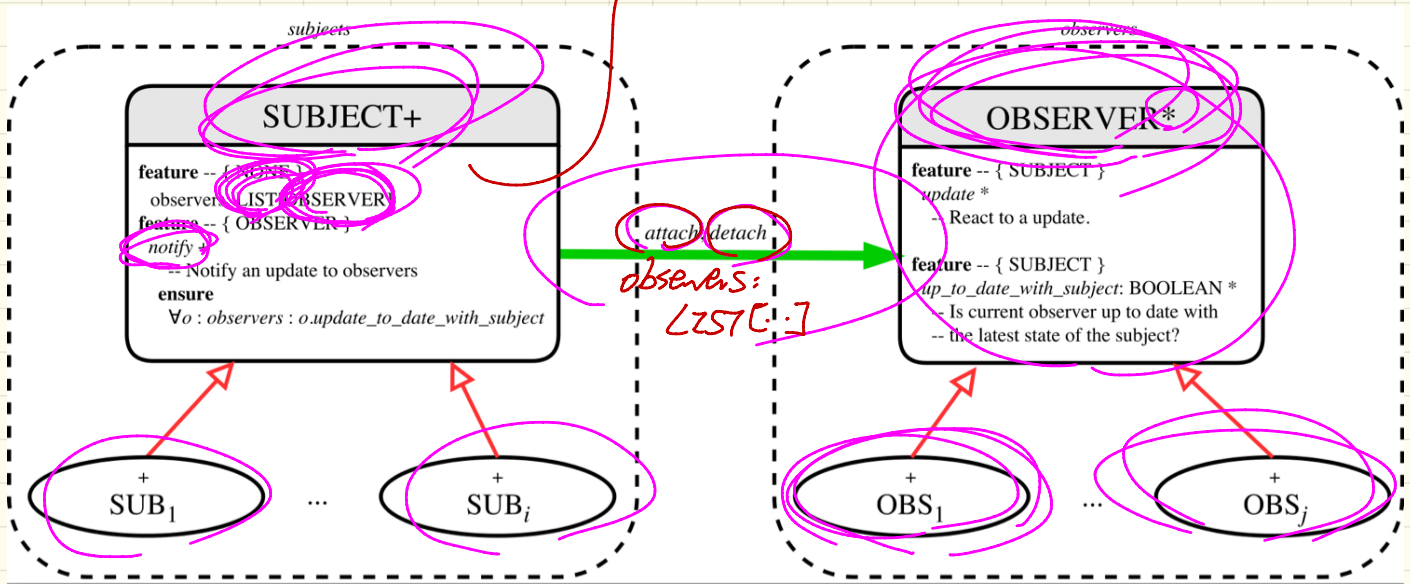 subjects
observers
SUBJECT+
feature -- { NONE }
observers: LIST[OBSERVER]
feature -- { OBSERVER }
notify +
-- Notify an update to observers
ensure
∀o : observers : o.update_to_date_with_subject
attach, detach
observers:
LIST[..]
OBSERVER*
feature -- { SUBJECT }
update *
-- React to a update.
feature -- { SUBJECT }
up_to_date_with_subject: BOOLEAN *
-- Is current observer up to date with
-- the latest state of the subject?
+
SUB1
...
+
SUBi
+
OBS1
...
+
OBSj